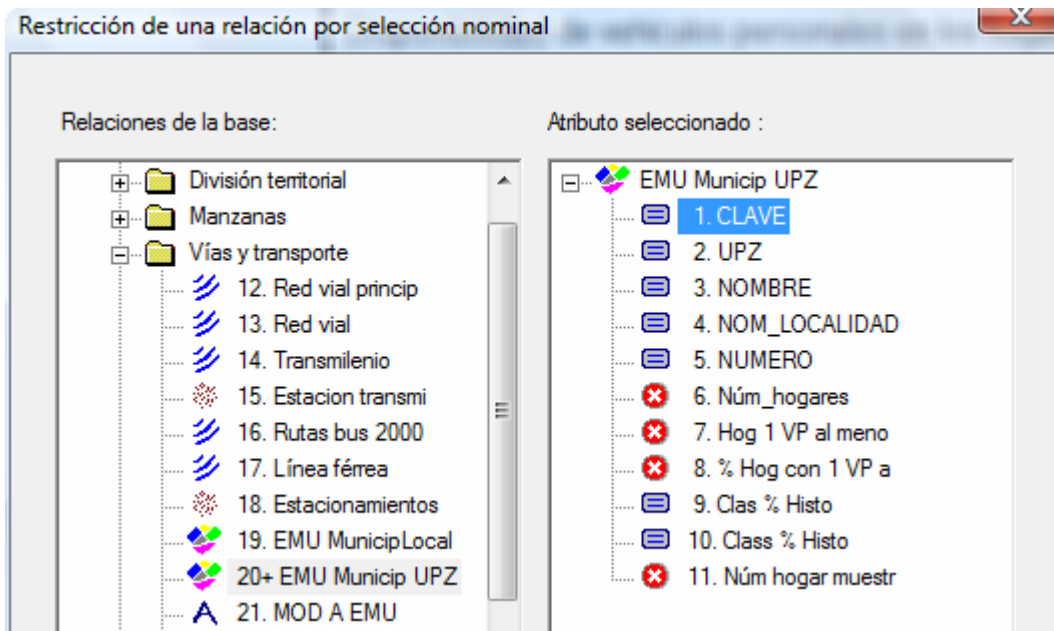 Restricción de una relación por selección nominal
Relaciones de la base:
División territorial
Manzanas
Vías y transporte
12. Red vial princip
13. Red vial
14. Transmilenio
15. Estacion transmi
16. Rutas bus 2000
17. Línea férrea
18. Estacionamientos
19. EMU MunicipLocal
20+ EMU Municip UPZ
21. MOD A EMU
Atributo seleccionado :
EMU Municip UPZ
1. CLAVE
2. UPZ
3. NOMBRE
4. NOM_LOCALIDAD
5. NUMERO
6. Núm_hogares
7. Hog 1 VP al meno
8. % Hog con 1 VP a
9. Clas % Histo
10. Class % Histo
11. Núm hogar muestr